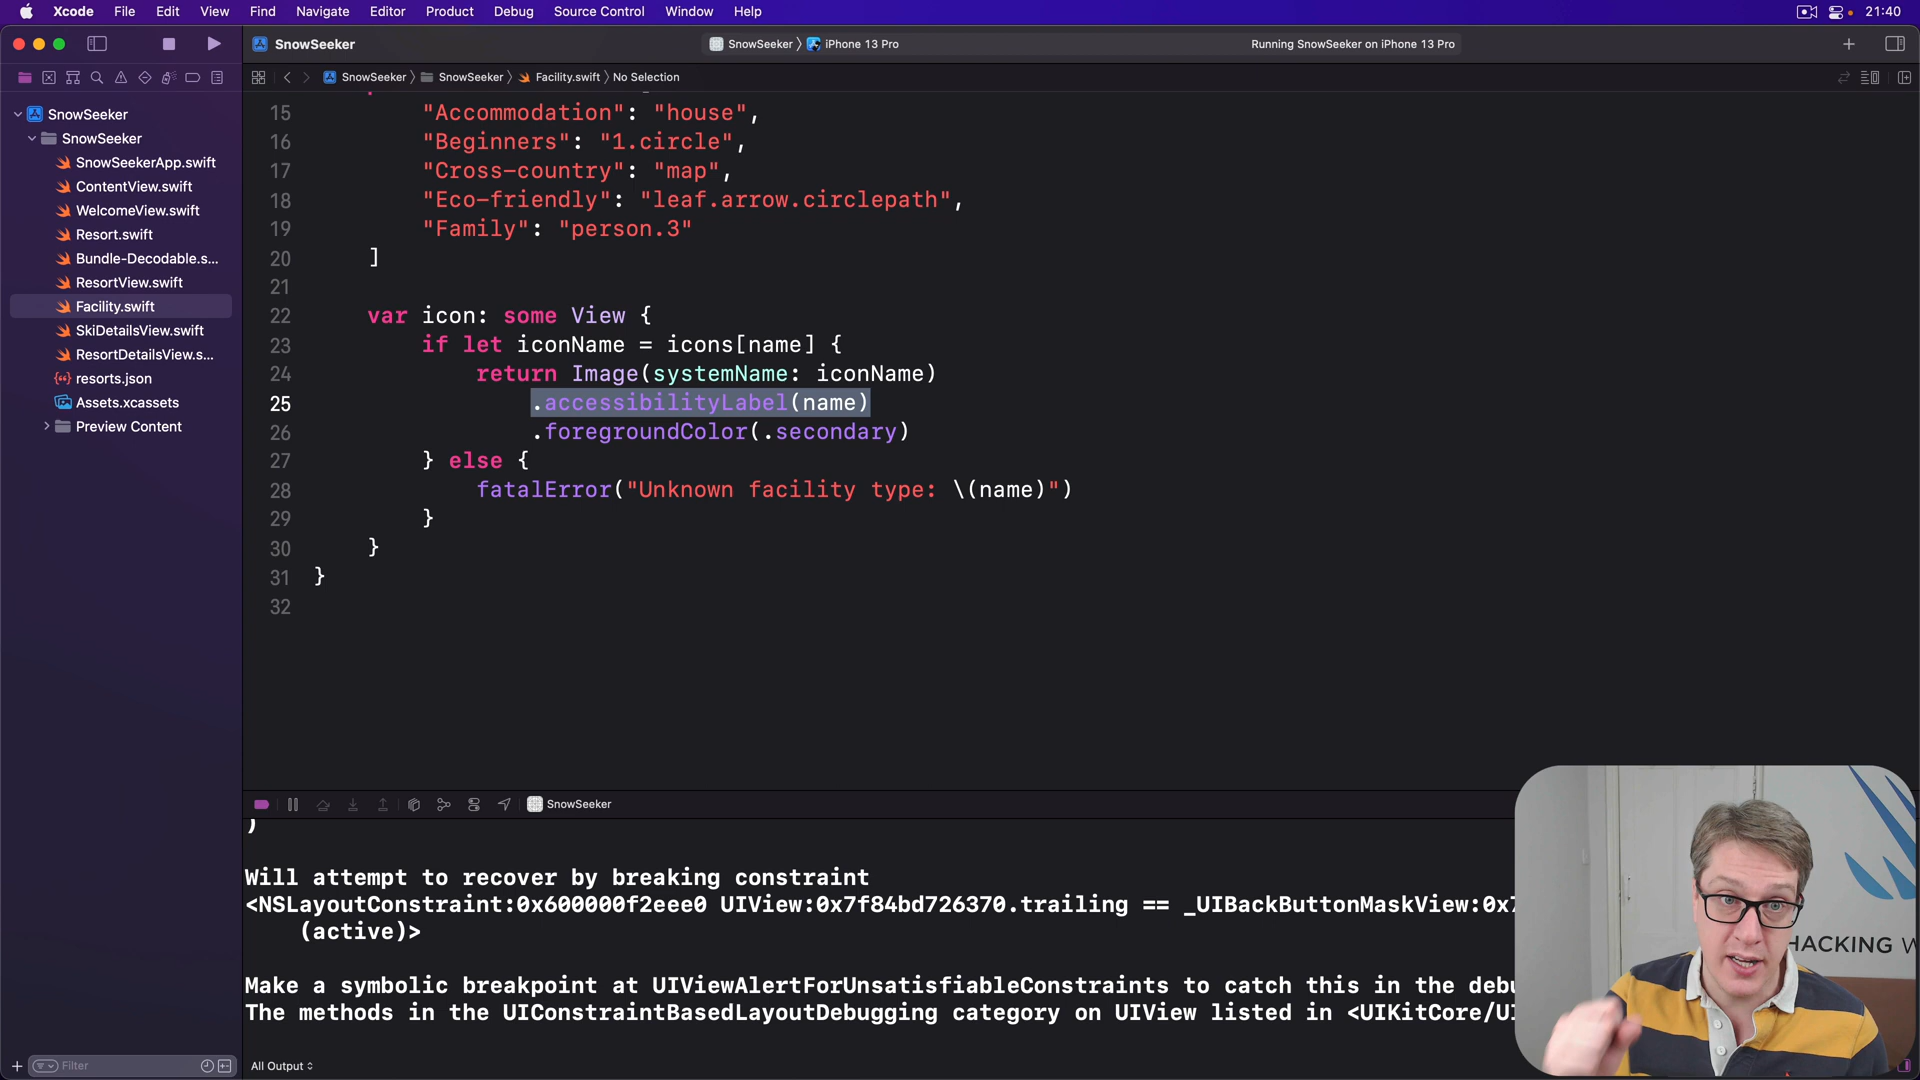 Xcode File Edit View Find Navigate Editor Product Debug Source Control Window Help 21:40
SnowSeeker SnowSeeker iPhone 13 Pro Running SnowSeeker on iPhone 13 Pro
SnowSeeker SnowSeeker Facility.swift No Selection
SnowSeeker
SnowSeeker
SnowSeekerApp.swift
ContentView.swift
WelcomeView.swift
Resort.swift
Bundle-Decodable.s...
ResortView.swift
Facility.swift
SkiDetailsView.swift
ResortDetailsView.s...
resorts.json
Assets.xcassets
Preview Content
Filter
15 "Accommodation": "house",
16 "Beginners": "1.circle",
17 "Cross-country": "map",
18 "Eco-friendly": "leaf.arrow.circlepath",
19 "Family": "person.3"
20 ]
21
22 var icon: some View {
23 if let iconName = icons[name] {
24 return Image(systemName: iconName)
25 .accessibilityLabel(name)
26 .foregroundColor(.secondary)
27 } else {
28 fatalError("Unknown facility type: \(name)")
29 }
30 }
31 }
32
SnowSeeker
)
Will attempt to recover by breaking constraint
<NSLayoutConstraint:0x600000f2eee0 UIView:0x7f84bd726370.trailing == _UIBackButtonMaskView:0x7
(active)>
Make a symbolic breakpoint at UIViewAlertForUnsatisfiableConstraints to catch this in the debu
The methods in the UIConstraintBasedLayoutDebugging category on UIView listed in <UIKitCore/UI
All Output
HACKING W